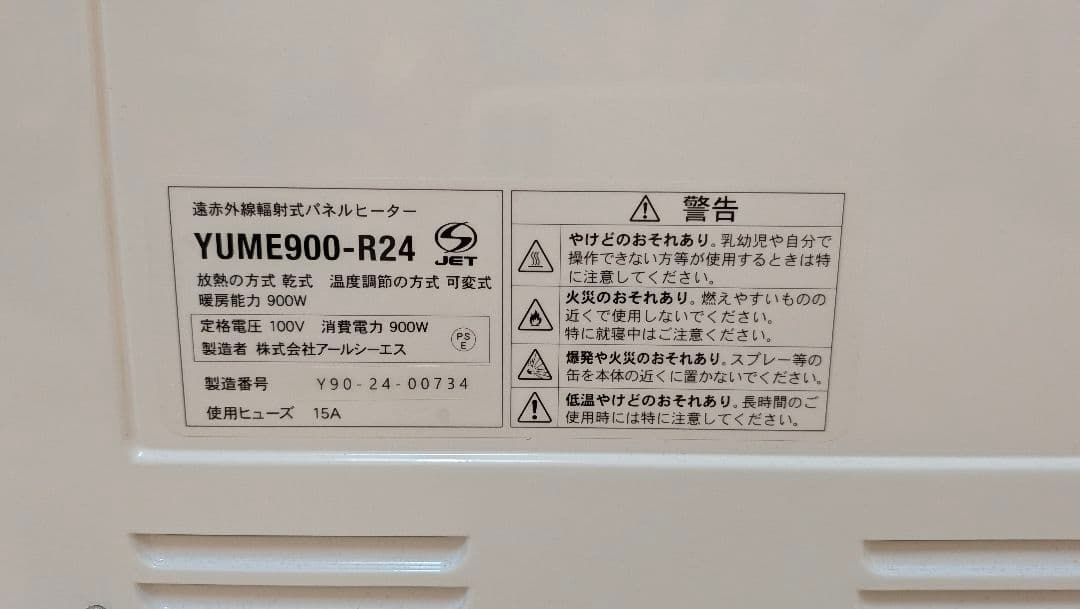 遠赤外線輻射式パネルヒーター
YUME900-R24
JET
放熱の方式 乾式 温度調節の方式 可変式
暖房能力 900W
定格電圧 100V 消費電力 900W
製造者 株式会社アールシーエス
PS
E
製造番号 Y90-24-00734
使用ヒューズ 15A
警告
やけどのおそれあり。乳幼児や自分で
操作できない方等が使用するときは特
に注意してください。
火災のおそれあり。燃えやすいものの
近くで使用しないでください。
特に就寝中はご注意ください。
爆発や火災のおそれあり。スプレー等の
缶を本体の近くに置かないでください。
低温やけどのおそれあり。長時間のご
使用時には特に注意してください。